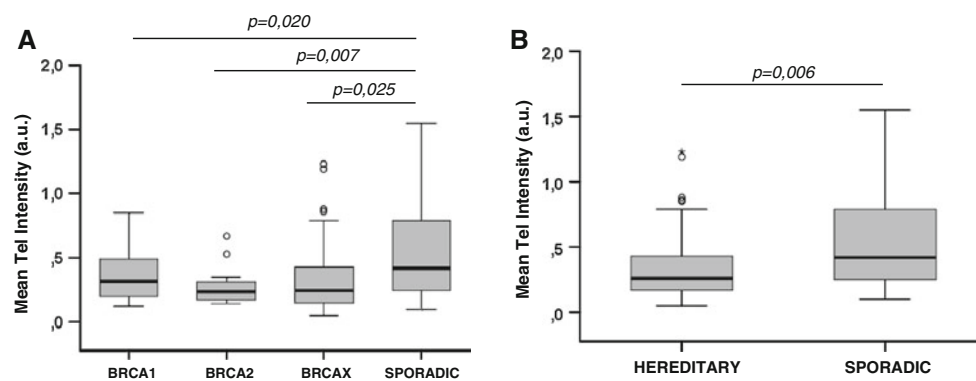 A
p=0,020
p=0,007
p=0,025
2,0
1,5
1,0
,5
,0
Mean Tel Intensity (a.u.)
BRCA1 BRCA2 BRCAX SPORADIC
B
p=0,006
2,0
1,5
1,0
,5
,0
Mean Tel Intensity (a.u.)
HEREDITARY SPORADIC